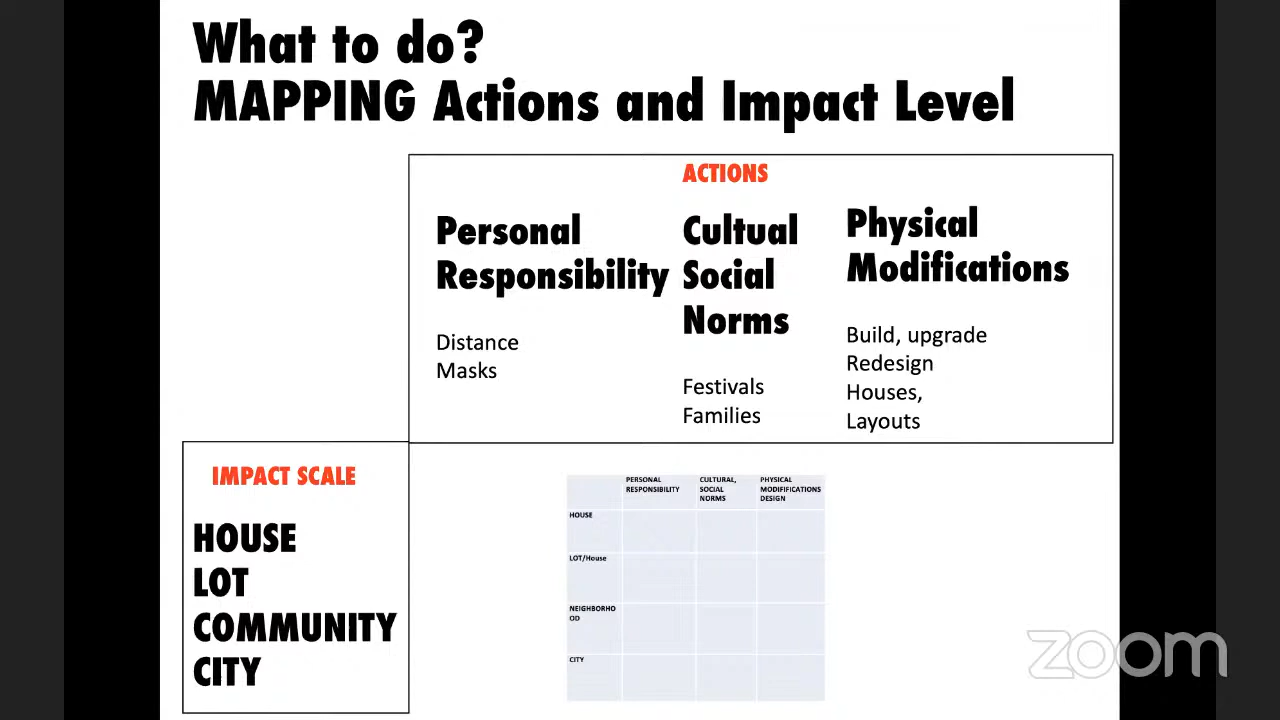 What to do?
MAPPING Actions and Impact Level
ACTIONS
Personal
Responsibility
Distance
Masks
Cultual
Social
Norms
Festivals
Families
Physical
Modifications
Build, upgrade
Redesign
Houses,
Layouts
IMPACT SCALE
HOUSE
LOT
COMMUNITY
CITY
PERSONAL
RESPONSIBILITY
CULTURAL,
SOCIAL
NORMS
PHYSICAL
MODIFIFICATIONS
DESIGN
HOUSE
LOT/House
NEIGHBORHO
OD
CITY
zoom